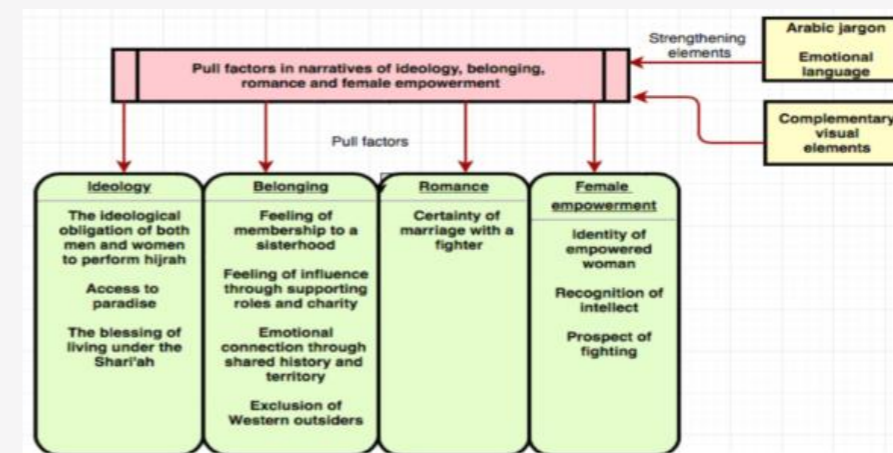 Arabic jargon
Emotional
language
Strengthening
elements
Pull factors in narratives of ideology, belonging,
romance and female empowerment
Complementary
visual
elements
Pull factors
Ideology
The ideological
obligation of both
men and women
to perform hijrah
Access to
paradise
The blessing of
living under the
Shari'ah
Belonging
Feeling of
membership to a
sisterhood
Feeling of influence
through supporting
roles and charity
Emotional
connection through
shared history and
territory
Exclusion of
Western outsiders
Romance
Certainty of
marriage with a
fighter
Female
empowerment
Identity of
empowered
woman
Recognition of
intellect
Prospect of
fighting